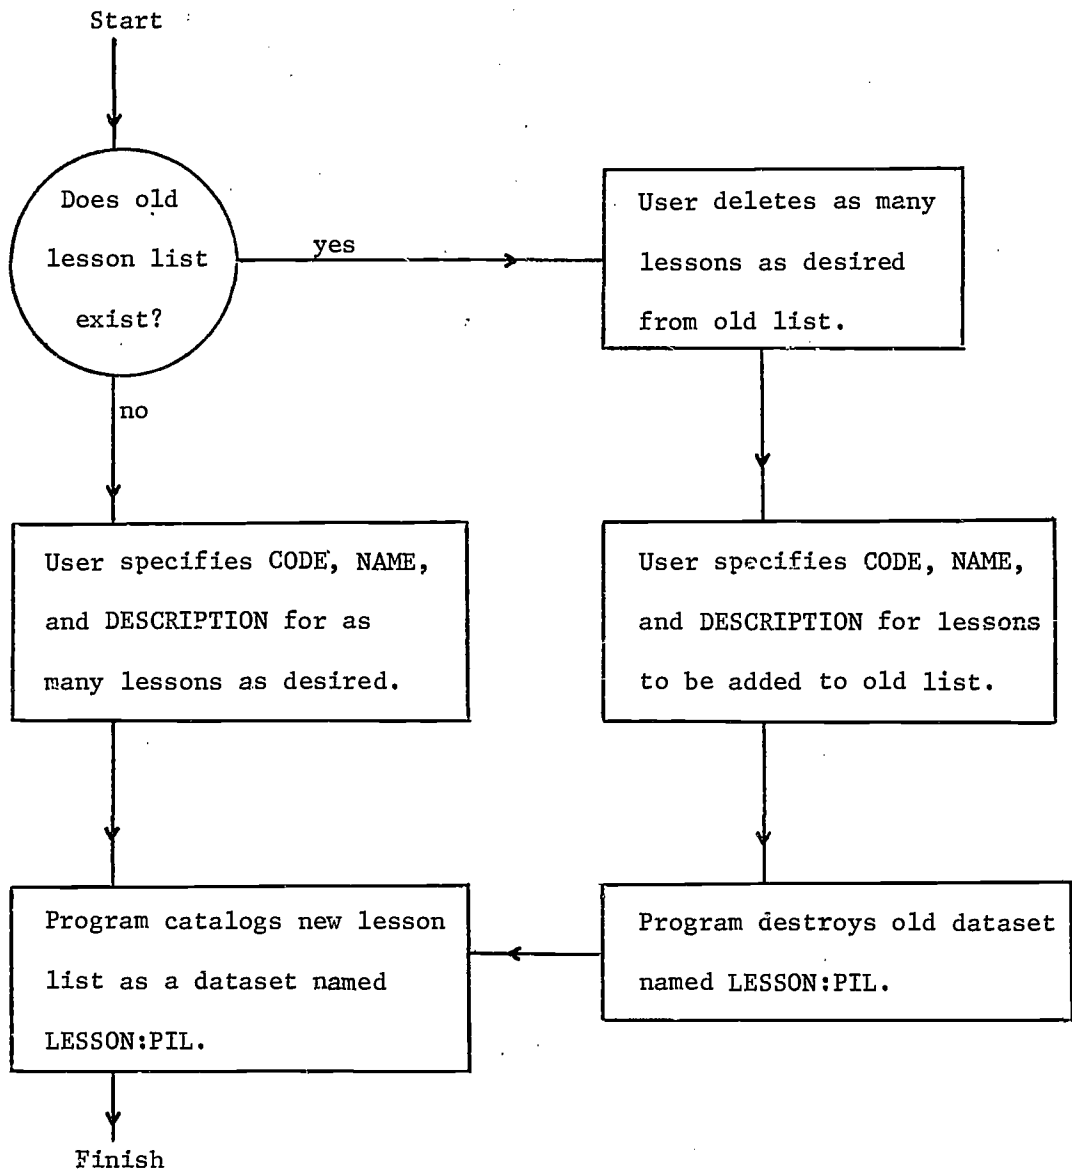 Start
Does old
lesson list
exist?
yes
no
User deletes as many
lessons as desired
from old list.
User specifies CODE, NAME,
and DESCRIPTION for as
many lessons as desired.
User specifies CODE, NAME,
and DESCRIPTION for lessons
to be added to old list.
Program catalogs new lesson
list as a dataset named
LESSON:PIL.
Program destroys old dataset
named LESSON:PIL.
Finish